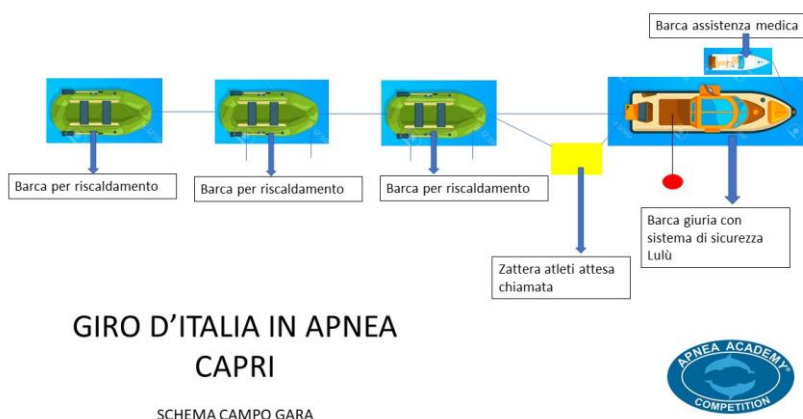 Barca assistenza medica
Barca per riscaldamento
Barca per riscaldamento
Barca per riscaldamento
Barca giuria con
sistema di sicurezza
Lulù
Zattera atleti attesa
chiamata
GIRO D’ITALIA IN APNEA
CAPRI
SCHEMA CAMPO GARA
APNEA ACADEMY
COMPETITION